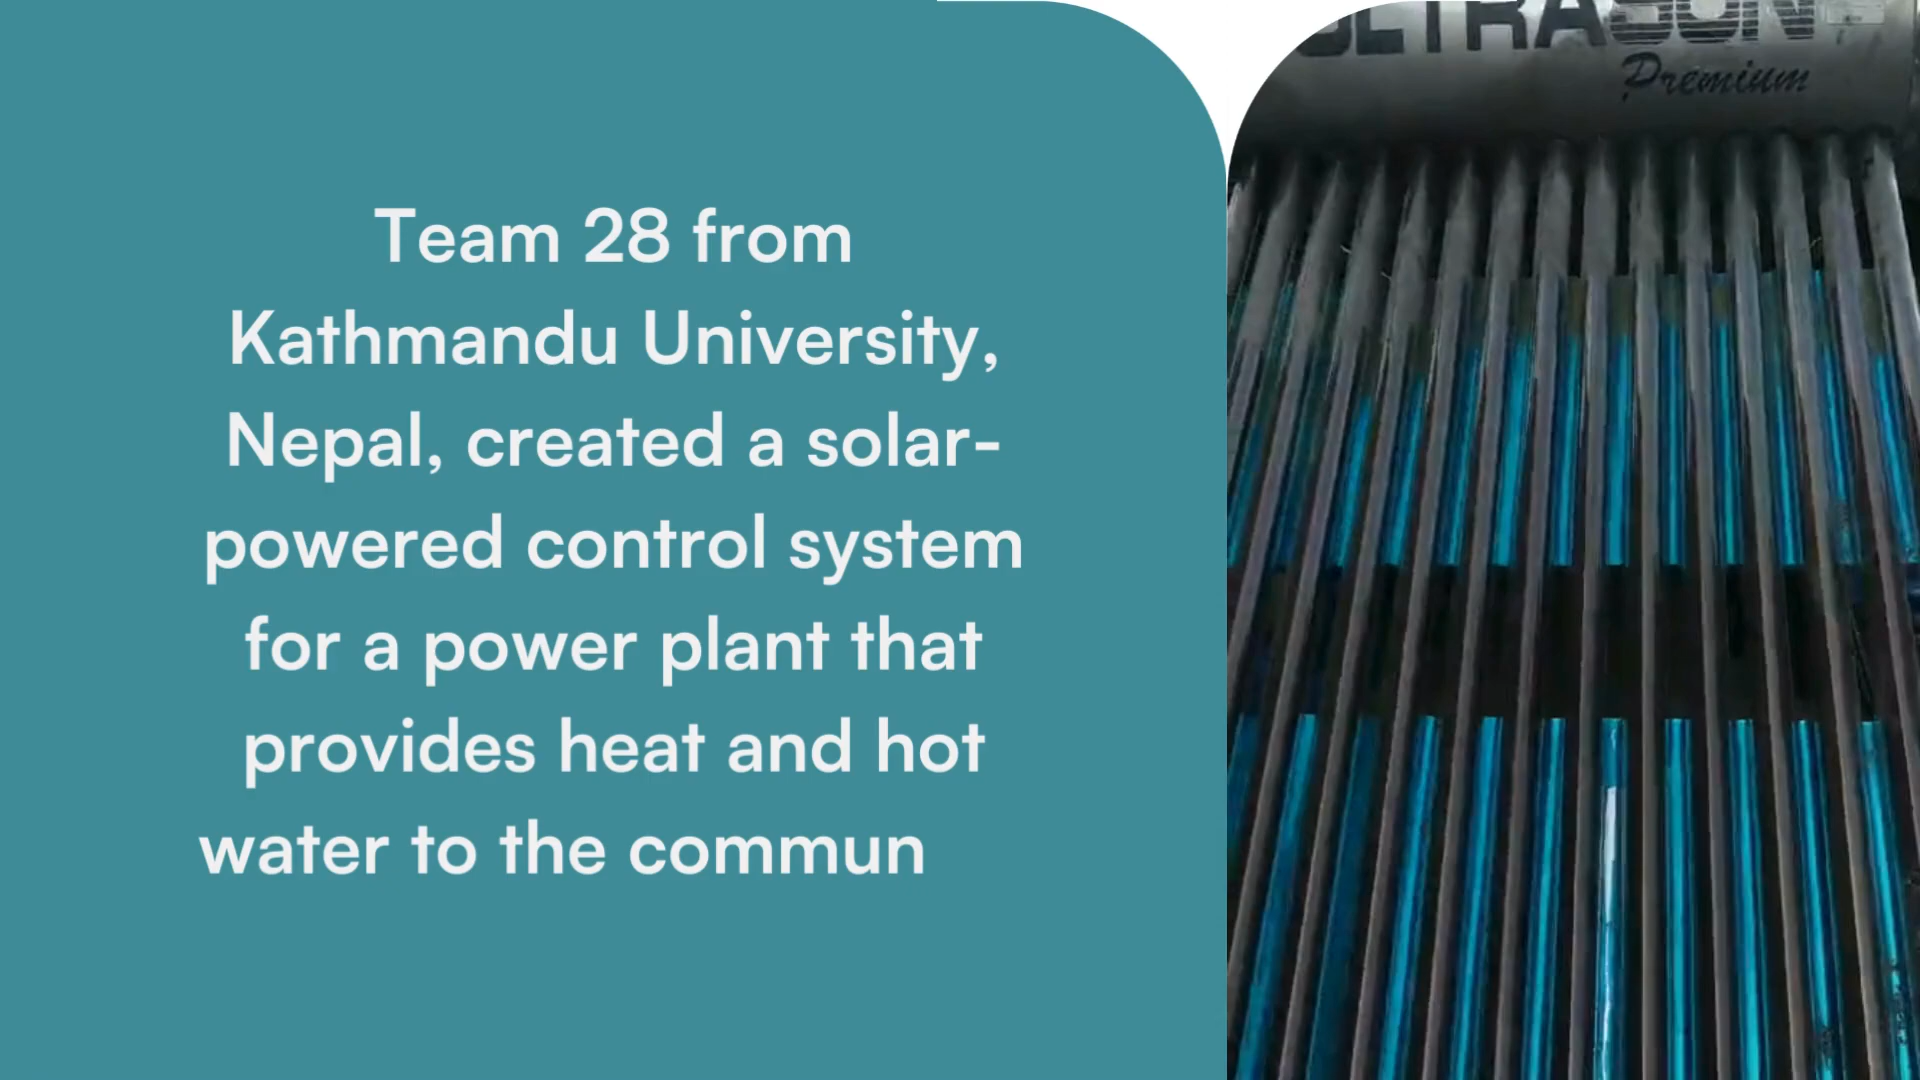 Team 28 from
Kathmandu University,
Nepal, created a solar-
powered control system
for a power plant that
provides heat and hot
water to the commun
ULTRASUN
Premium